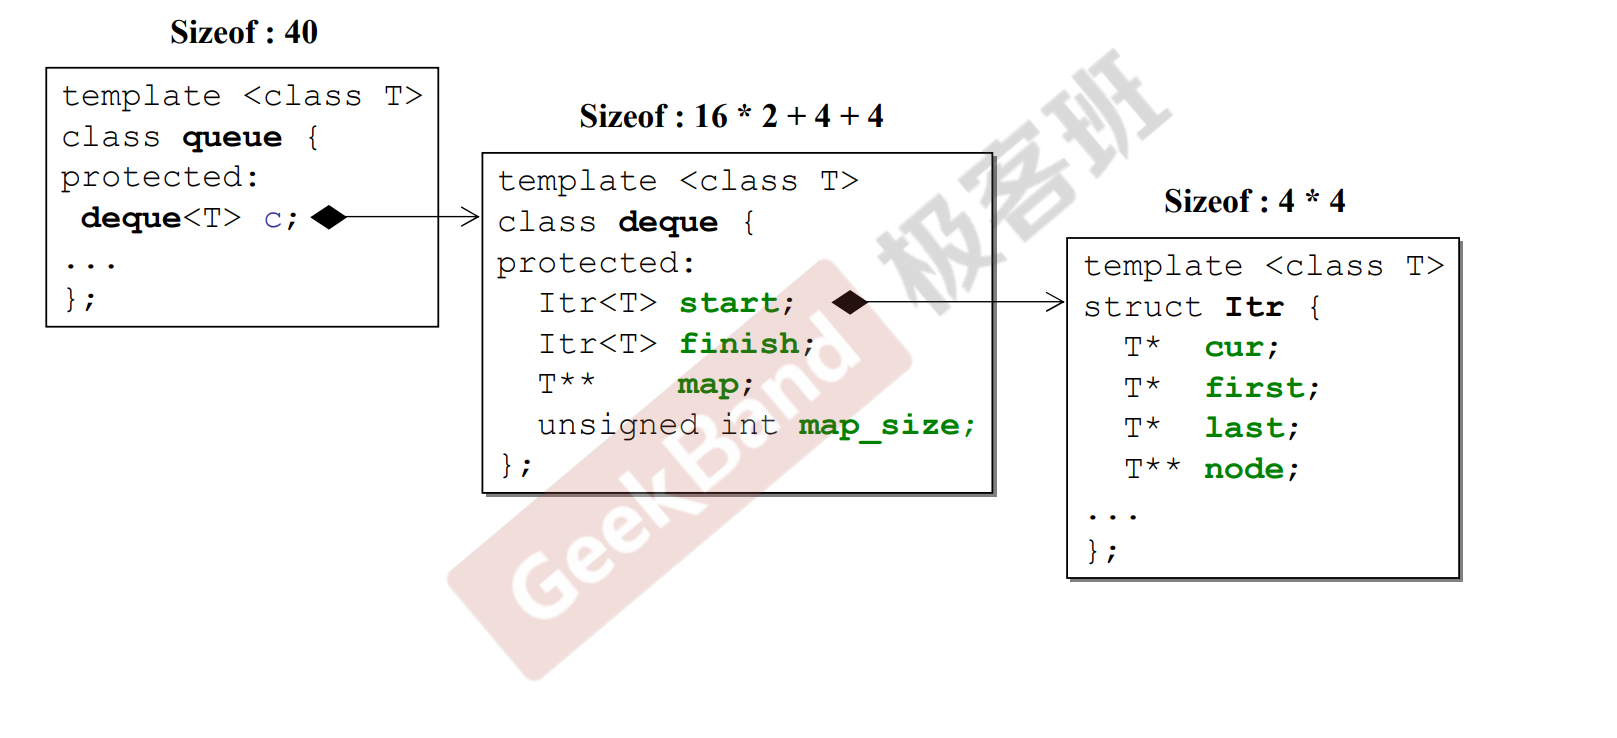 Sizeof : 40
template <class T>
class queue {
protected:
deque<T> c;
...
};
Sizeof : 16 * 2 + 4 + 4
template <class T>
class deque {
protected:
Itr<T> start;
Itr<T> finish;
T** map;
unsigned int map_size;
};
Sizeof : 4 * 4
template <class T>
struct Itr {
T* cur;
T* first;
T* last;
T** node;
...
};
GeekBand
极客班